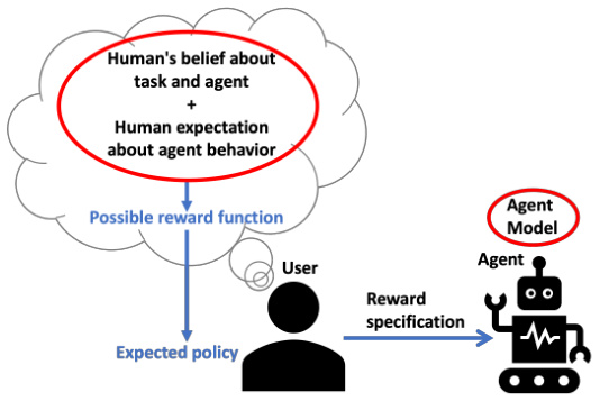 Human's belief about
task and agent
+
Human expectation
about agent behavior
Possible reward function
Expected policy
User
Reward
specification
Agent
Model
Agent